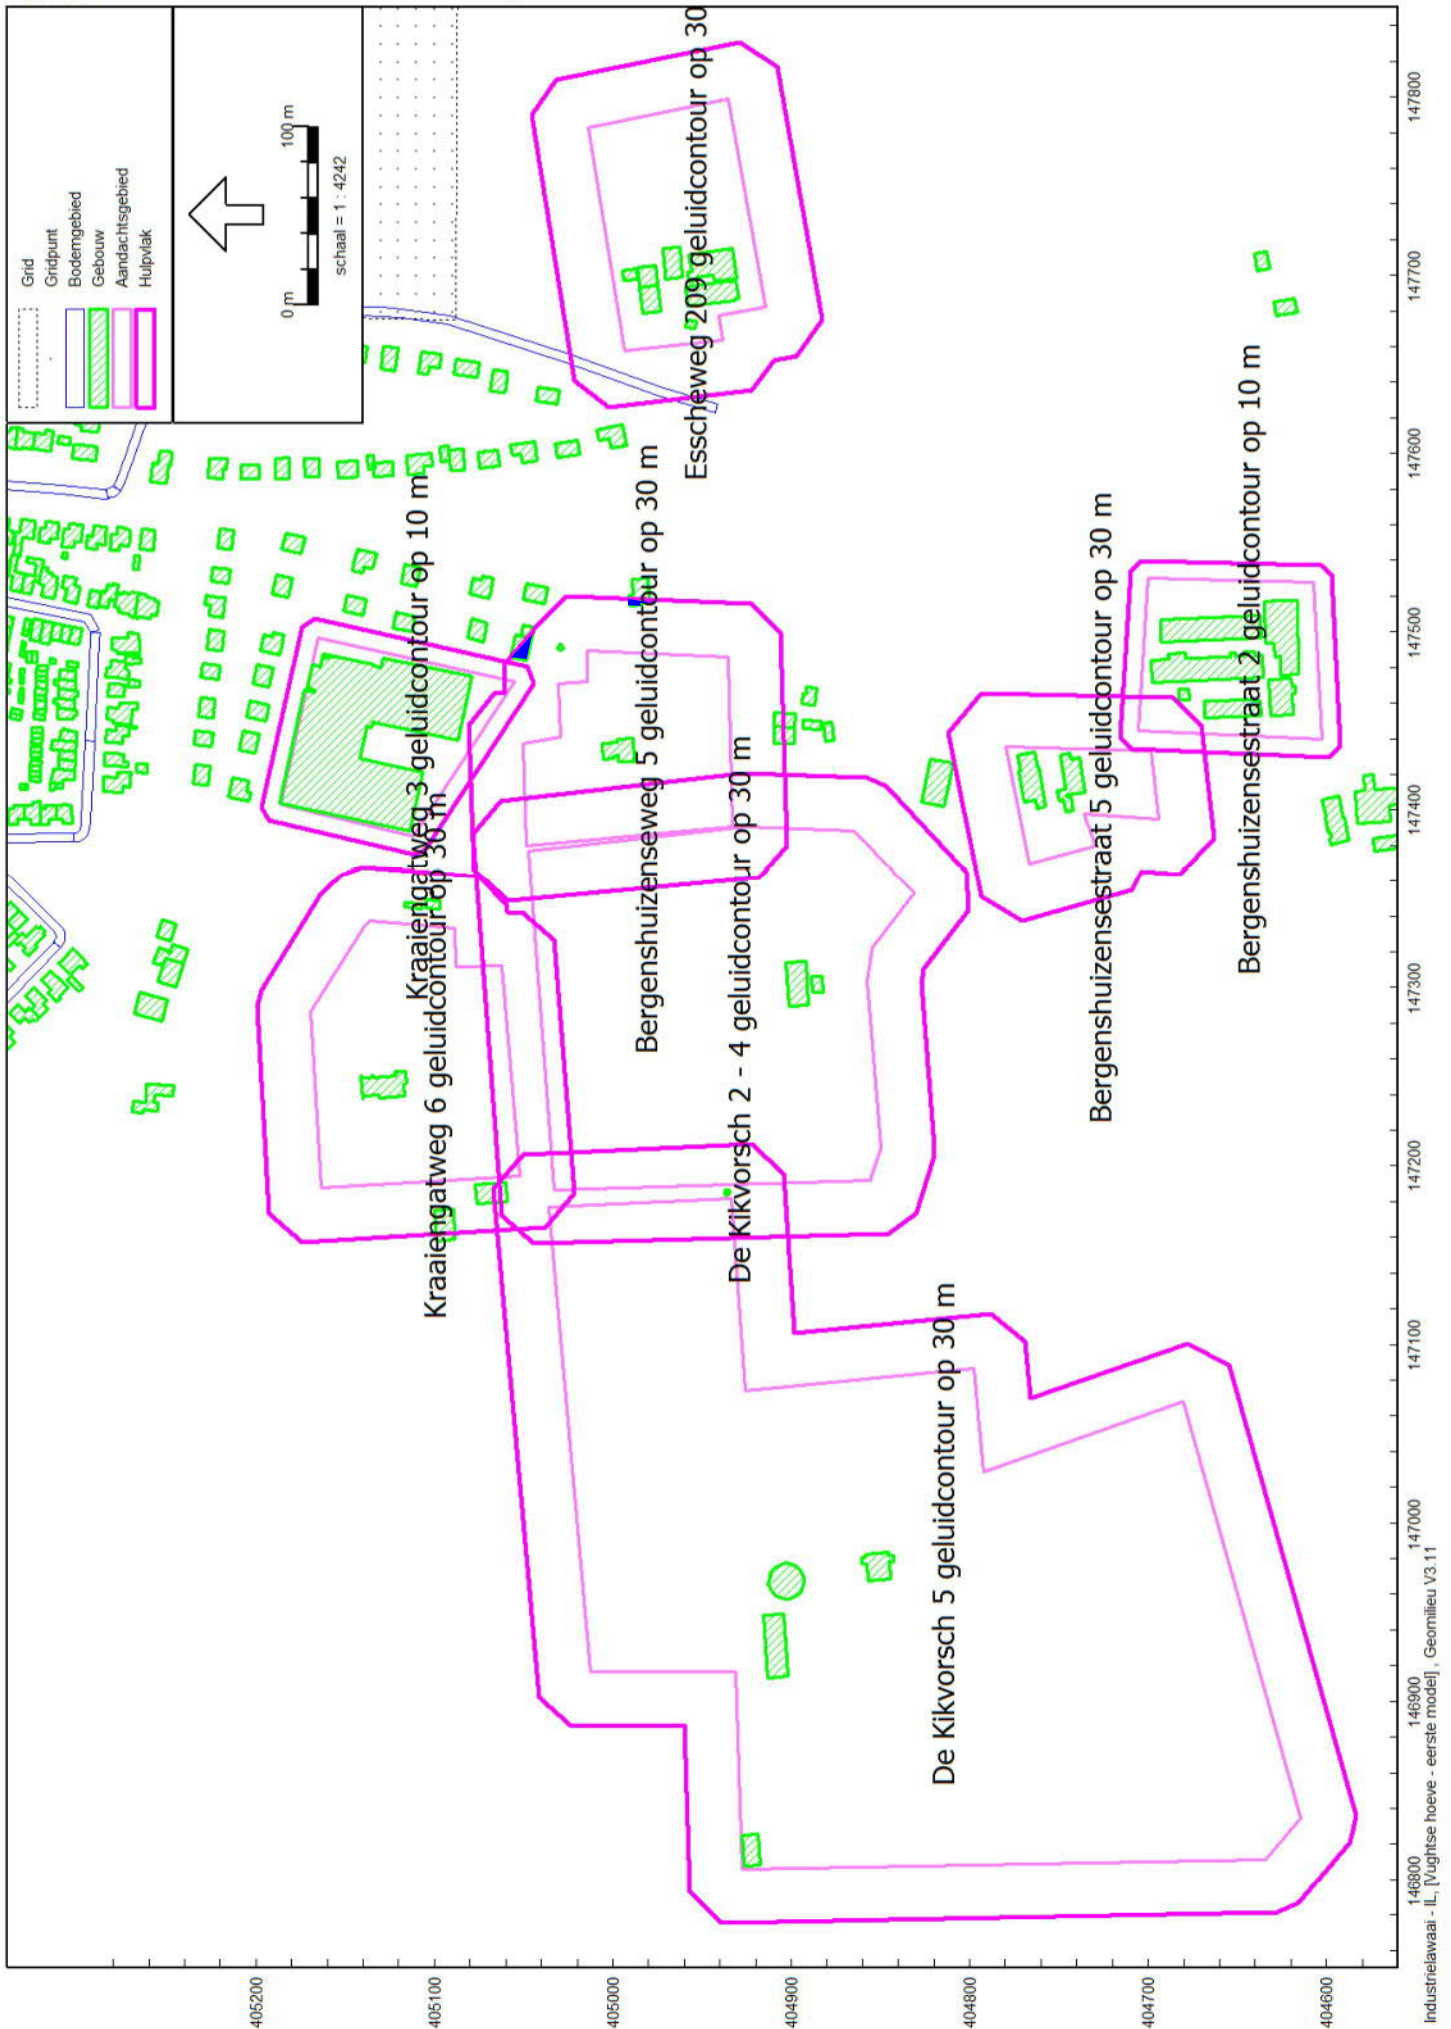 Grid
Gridpunt
Bodemgebied
Gebouw
Aandachtsgebied
Hulpvlak
0 m
100 m
schaal = 1 : 4242
Kraaiengatweg 3 geluidcontour op 10 m
Kraaiengatweg 6 geluidcontour op 30 m
Bergenshuizenseweg 5 geluidcontour op 30 m
Esscheweg 209 geluidcontour op 30
De Kikvorsch 2 - 4 geluidcontour op 30 m
De Kikvorsch 5 geluidcontour op 30 m
Bergenshuizensestraat 5 geluidcontour op 30 m
Bergenshuizensestraat 2 geluidcontour op 10 m
405200
405100
405000
404900
404800
404700
404600
146800
146900
147000
147100
147200
147300
147400
147500
147600
147700
147800
Industrielawaai - IL, [Vughtse hoeve - eerste model] , Geomilieu V3.11